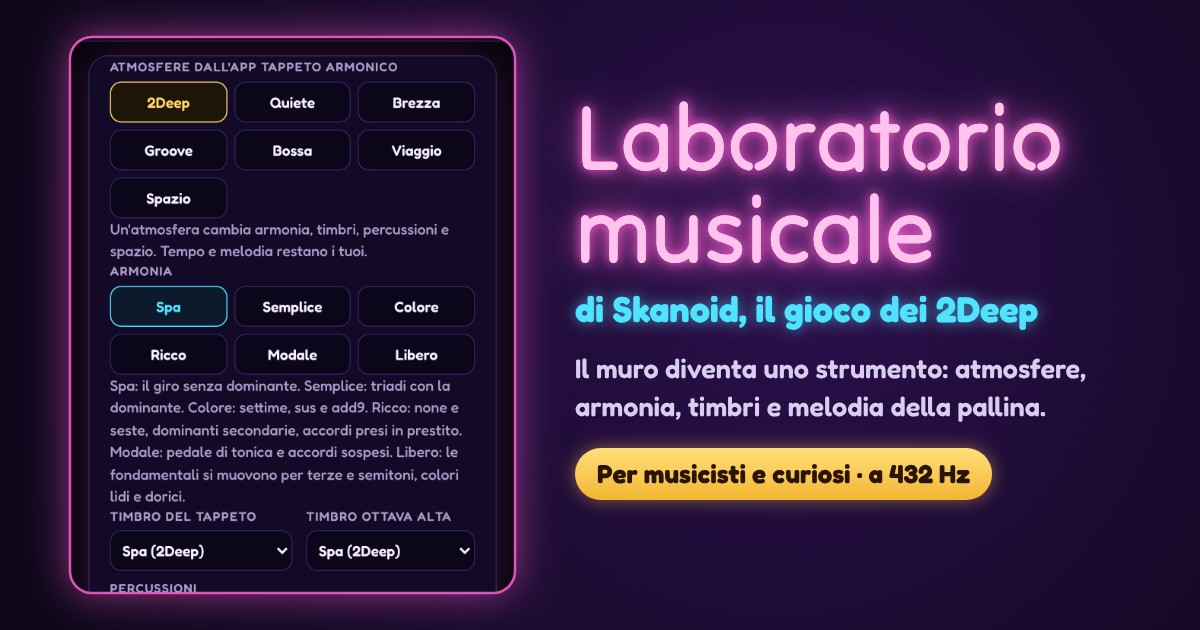 ATMOSFERE DALL'APP TAPPETO ARMONICO
2Deep
Quiete
Brezza
Groove
Bossa
Viaggio
Spazio
Un'atmosfera cambia armonia, timbri, percussioni e
spazio. Tempo e melodia restano i tuoi.
ARMONIA
Spa
Semplice
Colore
Ricco
Modale
Libero
Spa: il giro senza dominante. Semplice: triadi con la
dominante. Colore: settime, sus e add9. Ricco: none e
seste, dominanti secondarie, accordi presi in prestito.
Modale: pedale di tonica e accordi sospesi. Libero: le
fondamentali si muovono per terze e semitoni, colori
lidi e dorici.
TIMBRO DEL TAPPETO
TIMBRO OTTAVA ALTA
Spa (2Deep)
Spa (2Deep)
PERCUSSIONI
Laboratorio
musicale
di Skanoid, il gioco dei 2Deep
Il muro diventa uno strumento: atmosfere,
armonia, timbri e melodia della pallina.
Per musicisti e curiosi · a 432 Hz